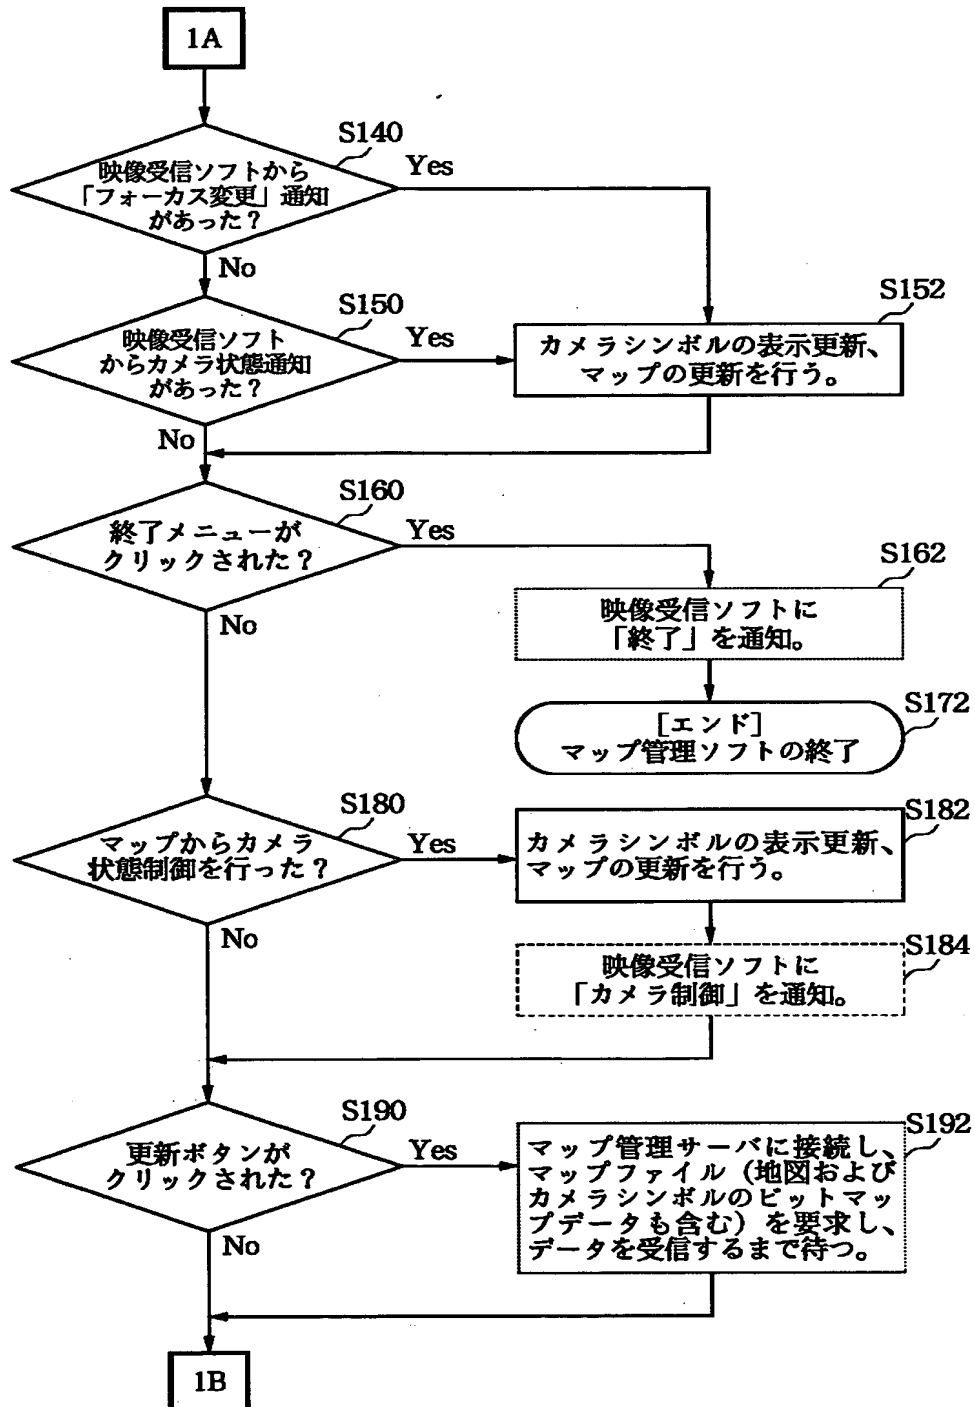 1A
S140
映像受信ソフトから
「フォーカス変更」通知
があった？
Yes
No
S150
映像受信ソフト
からカメラ状態通知
があった？
Yes
No
S152
カメラシンボルの表示更新、
マップの更新を行う。
S160
終了メニューが
クリックされた？
Yes
No
S162
映像受信ソフトに
「終了」を通知。
S172
［エンド］
マップ管理ソフトの終了
S180
マップからカメラ
状態制御を行った？
Yes
No
S182
カメラシンボルの表示更新、
マップの更新を行う。
S184
映像受信ソフトに
「カメラ制御」を通知。
S190
更新ボタンが
クリックされた？
Yes
No
S192
マップ管理サーバに接続し、
マップファイル（地図および
カメラシンボルのビットマッ
プデータも含む）を要求し、
データを受信するまで待つ。
1B